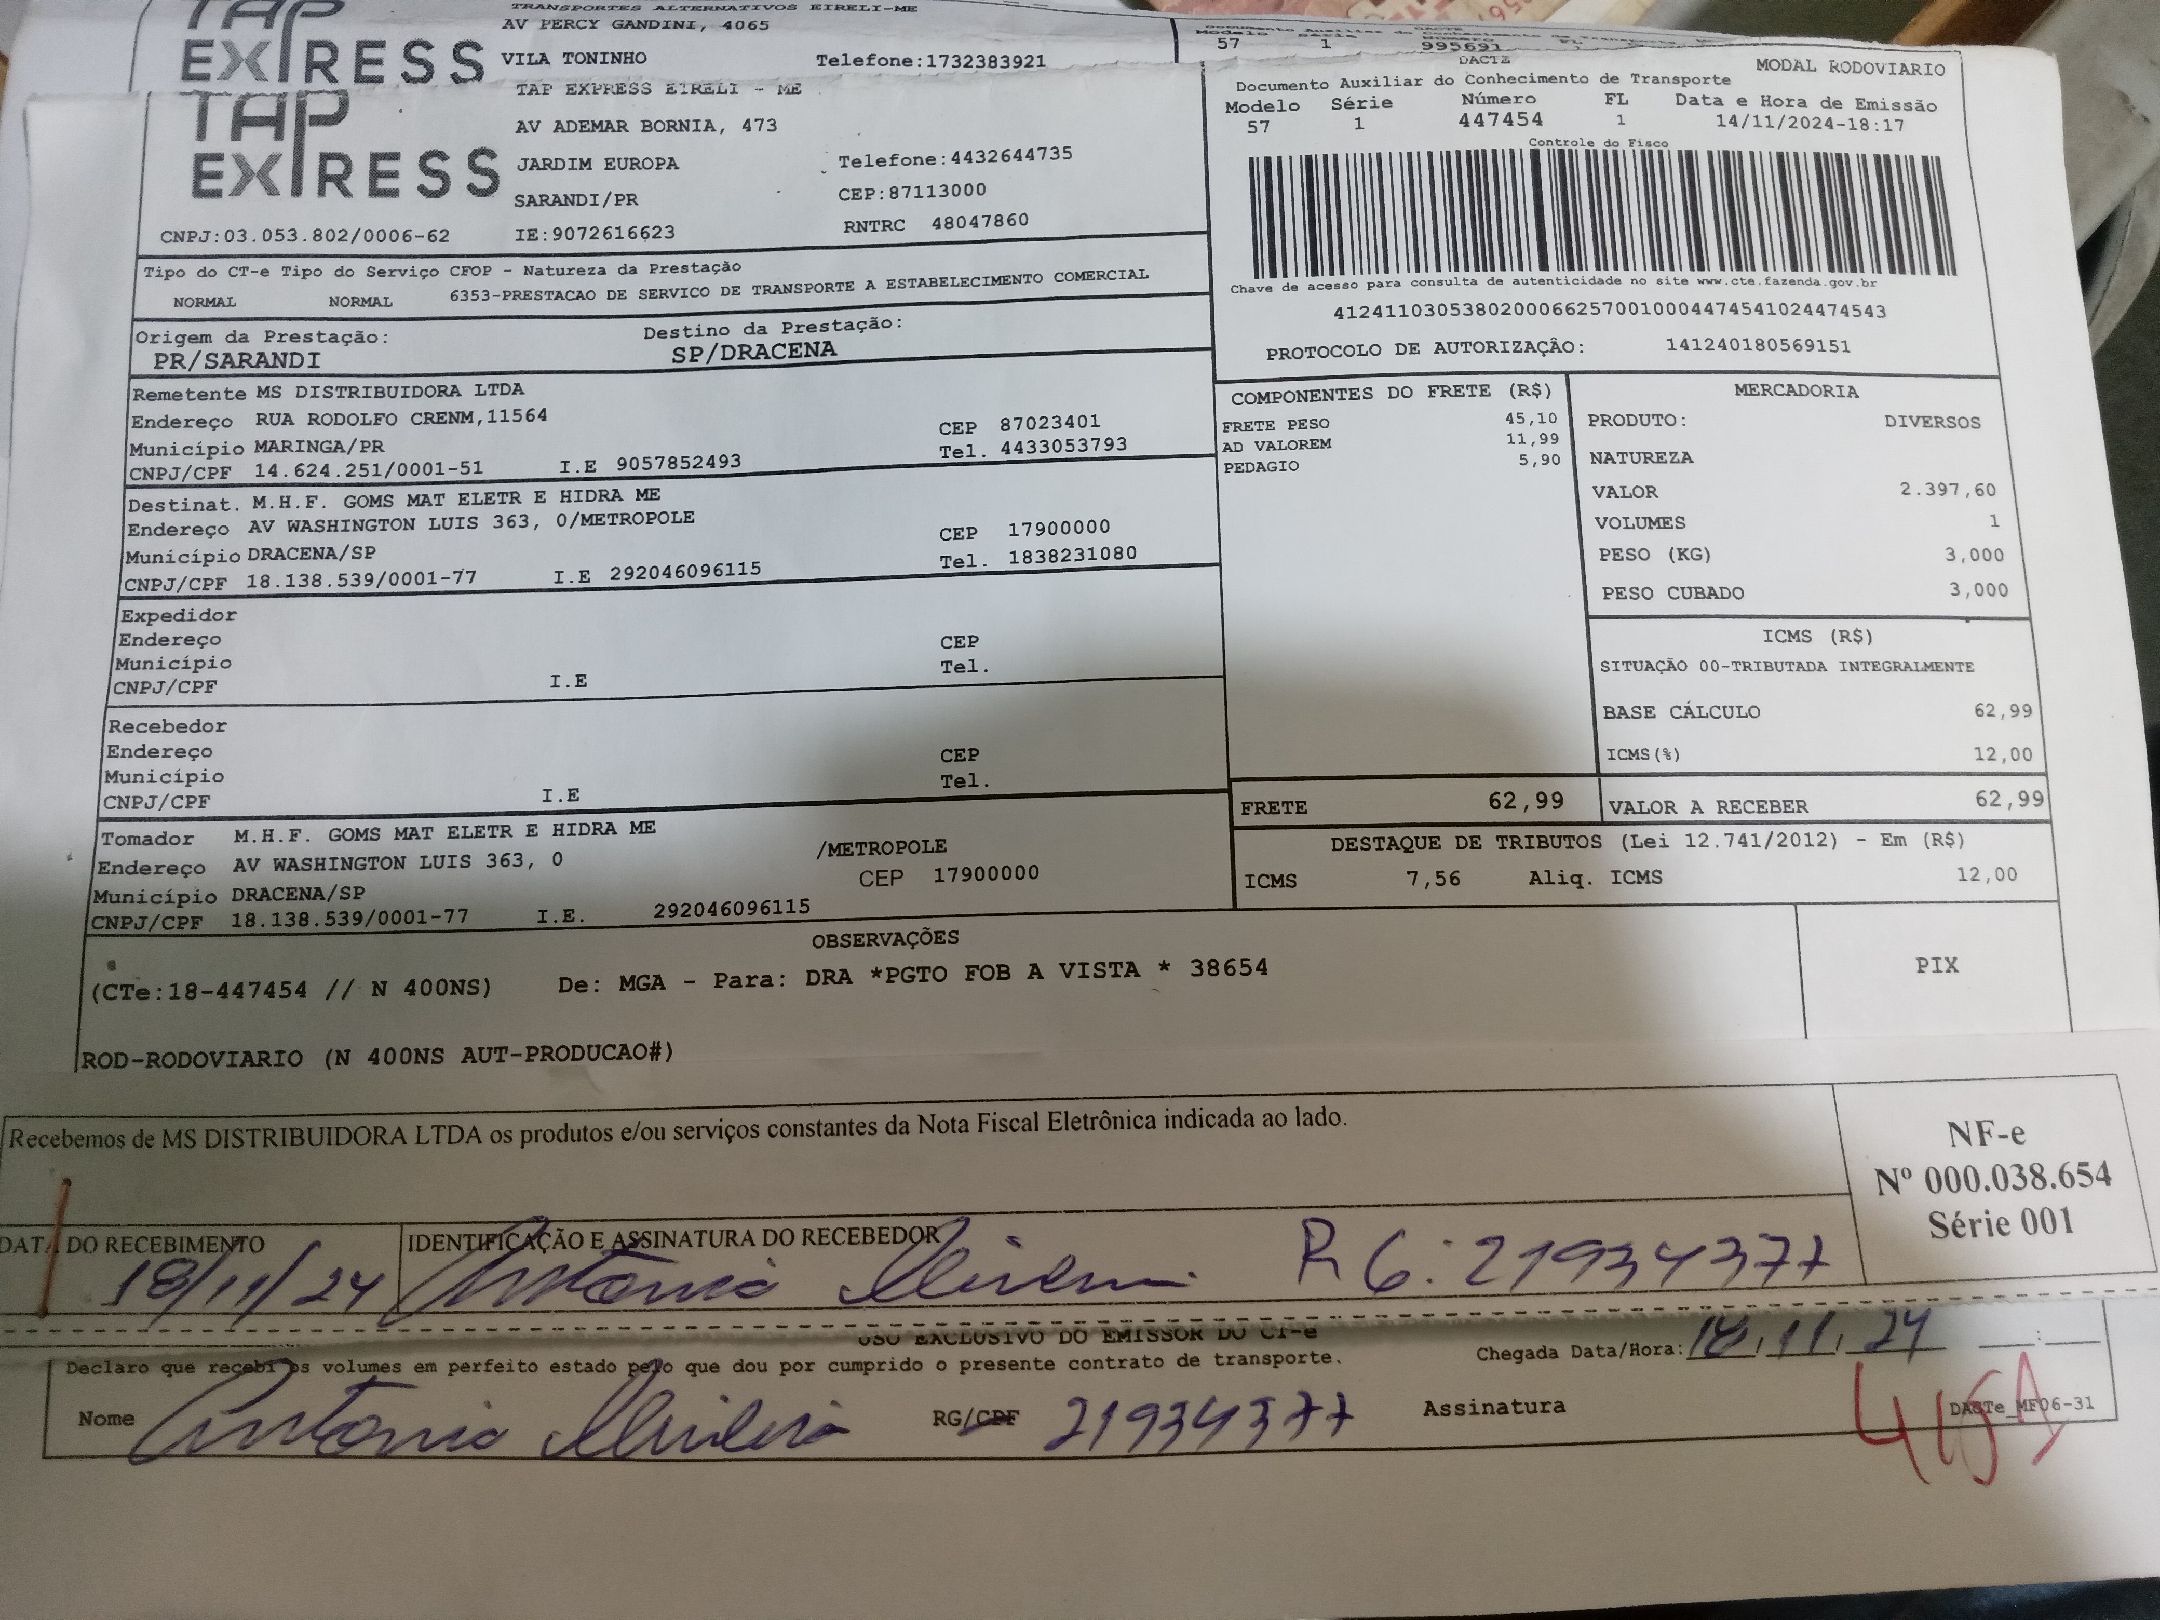 TAP
EXPRESS
TRANSPORTES ALTERNATIVOS EIRELI-ME
AV PERCY GANDINI, 4065
VILA TONINHO Telefone:1732383921
57 1 995691
TAP
EXPRESS
TAP EXPRESS EIRELI - ME
AV ADEMAR BORNIA, 473
JARDIM EUROPA Telefone:4432644735
SARANDI/PR CEP:87113000
CNPJ:03.053.802/0006-62 IE:9072616623 RNTRC 48047860
DACTE MODAL RODOVIARIO
Documento Auxiliar do Conhecimento de Transporte
Modelo Série Número FL Data e Hora de Emissão
57 1 447454 1 14/11/2024-18:17
Controle do Fisco
Chave de acesso para consulta de autenticidade no site www.cte.fazenda.gov.br
41241103053802000662570010004474541024474543
PROTOCOLO DE AUTORIZAÇÃO: 141240180569151
Tipo do CT-e Tipo do Serviço CFOP - Natureza da Prestação
NORMAL NORMAL 6353-PRESTACAO DE SERVICO DE TRANSPORTE A ESTABELECIMENTO COMERCIAL
Origem da Prestação: Destino da Prestação:
PR/SARANDI SP/DRACENA
Remetente MS DISTRIBUIDORA LTDA
Endereço RUA RODOLFO CRENM,11564 CEP 87023401
Município MARINGA/PR Tel. 4433053793
CNPJ/CPF 14.624.251/0001-51 I.E 9057852493
Destinat. M.H.F. GOMS MAT ELETR E HIDRA ME
Endereço AV WASHINGTON LUIS 363, 0/METROPOLE CEP 17900000
Município DRACENA/SP Tel. 1838231080
CNPJ/CPF 18.138.539/0001-77 I.E 292046096115
Expedidor
Endereço CEP
Município Tel.
CNPJ/CPF I.E
Recebedor
Endereço CEP
Município Tel.
CNPJ/CPF I.E
Tomador M.H.F. GOMS MAT ELETR E HIDRA ME
Endereço AV WASHINGTON LUIS 363, 0 /METROPOLE
Município DRACENA/SP CEP 17900000
CNPJ/CPF 18.138.539/0001-77 I.E. 292046096115
COMPONENTES DO FRETE (R$)
FRETE PESO 45,10
AD VALOREM 11,99
PEDAGIO 5,90
MERCADORIA
PRODUTO: DIVERSOS
NATUREZA
VALOR 2.397,60
VOLUMES 1
PESO (KG) 3,000
PESO CUBADO 3,000
ICMS (R$)
SITUAÇÃO 00-TRIBUTADA INTEGRALMENTE
BASE CÁLCULO 62,99
ICMS(%) 12,00
FRETE 62,99 VALOR A RECEBER 62,99
DESTAQUE DE TRIBUTOS (Lei 12.741/2012) - Em (R$)
ICMS 7,56 Aliq. ICMS 12,00
OBSERVAÇÕES
(CTe:18-447454 // N 400NS) De: MGA - Para: DRA *PGTO FOB A VISTA * 38654
PIX
ROD-RODOVIARIO (N 400NS AUT-PRODUCAO#)
Recebemos de MS DISTRIBUIDORA LTDA os produtos e/ou serviços constantes da Nota Fiscal Eletrônica indicada ao lado.
NF-e
Nº 000.038.654
Série 001
DATA DO RECEBIMENTO IDENTIFICAÇÃO E ASSINATURA DO RECEBEDOR
18/11/24 Antônio RG: 21934377
USO EXCLUSIVO DO EMISSOR DO CT-e
Declaro que recebi os volumes em perfeito estado pelo que dou por cumprido o presente contrato de transporte. Chegada Data/Hora: 18, 11, 24 :
Nome Antônio RG/CPF 21934377 Assinatura
DACTe_MF06-31